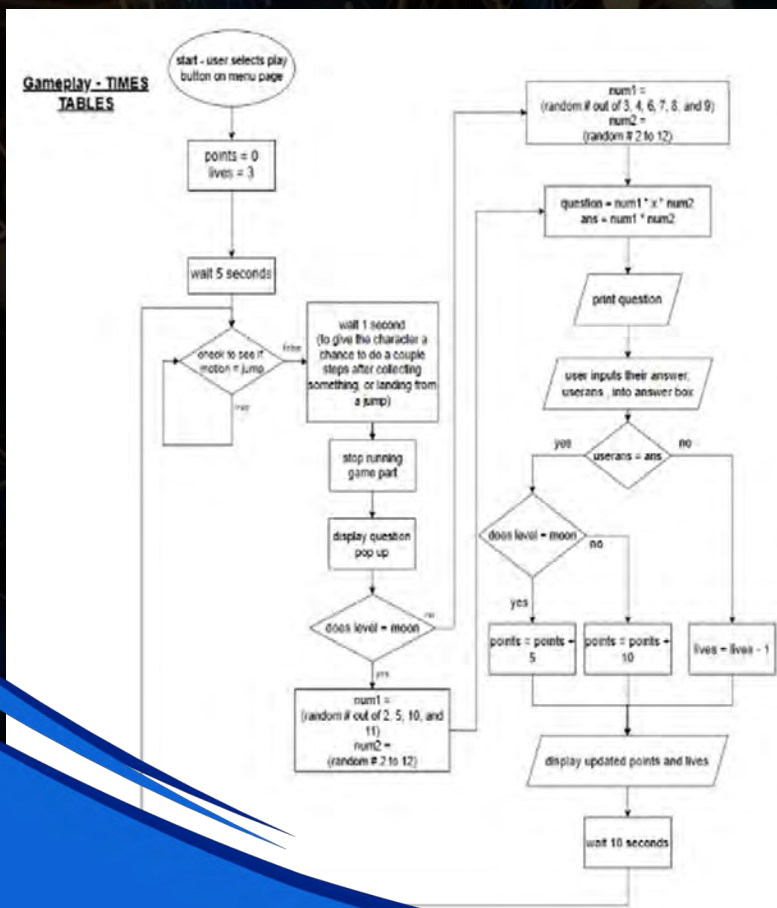 Gameplay - TIMES
TABLES
start - user selects play
button on menu page
points = 0
lives = 3
wait 5 seconds
check to see if
motion = jump
false
true
wait 1 second
(to give the character a
chance to do a couple
steps after collecting
something, or landing from
a jump)
stop running
game part
display question
pop up
does level = moon
no
yes
num1 =
(random # out of 2, 5, 10, and
11)
num2 =
(random # 2 to 12)
num1 =
(random # out of 3, 4, 6, 7, 8, and 9)
num2 =
(random # 2 to 12)
question = num1 " x " num2
ans = num1 * num2
print question
user inputs their answer,
userans , into answer box
userans = ans
yes
no
does level = moon
no
yes
points = points +
5
points = points +
10
lives = lives - 1
display updated points and lives
wait 10 seconds